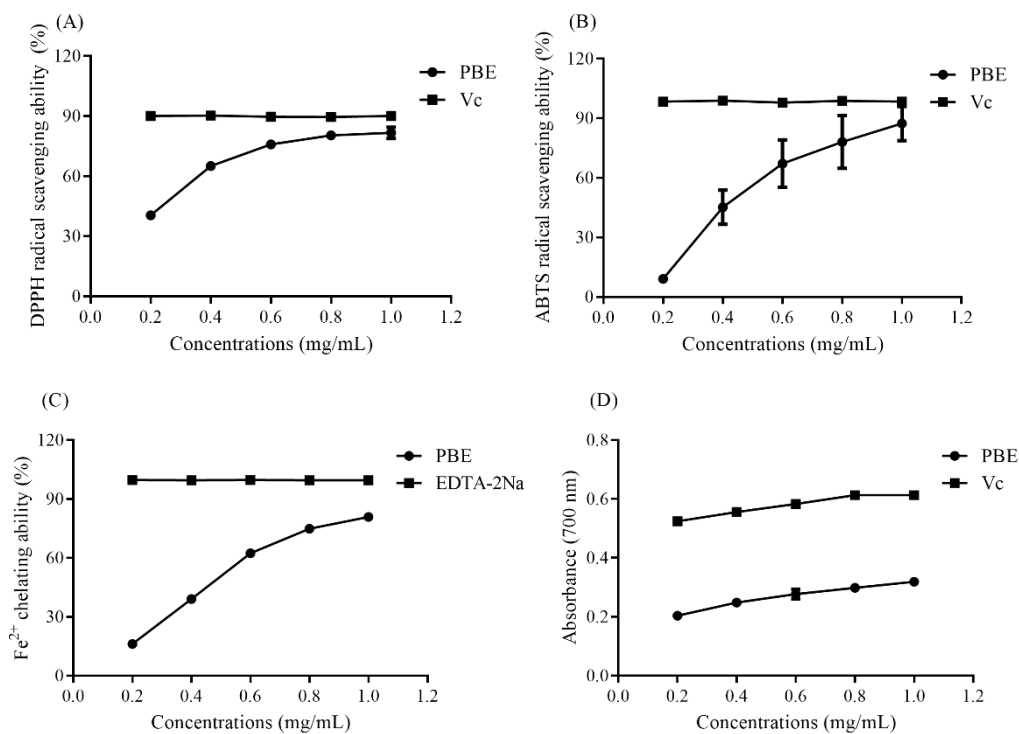 (A)
DPPH radical scavenging ability (%)
120
90
60
30
0
0.0 0.2 0.4 0.6 0.8 1.0 1.2
Concentrations (mg/mL)
PBE
Vc
(B)
ABTS radical scavenging ability (%)
120
90
60
30
0
0.0 0.2 0.4 0.6 0.8 1.0 1.2
Concentrations (mg/mL)
PBE
Vc
(C)
Fe²⁺ chelating ability (%)
120
90
60
30
0
0.0 0.2 0.4 0.6 0.8 1.0 1.2
Concentrations (mg/mL)
PBE
EDTA-2Na
(D)
Absorbance (700 nm)
0.8
0.6
0.4
0.2
0.0
0.0 0.2 0.4 0.6 0.8 1.0 1.2
Concentrations (mg/mL)
PBE
Vc